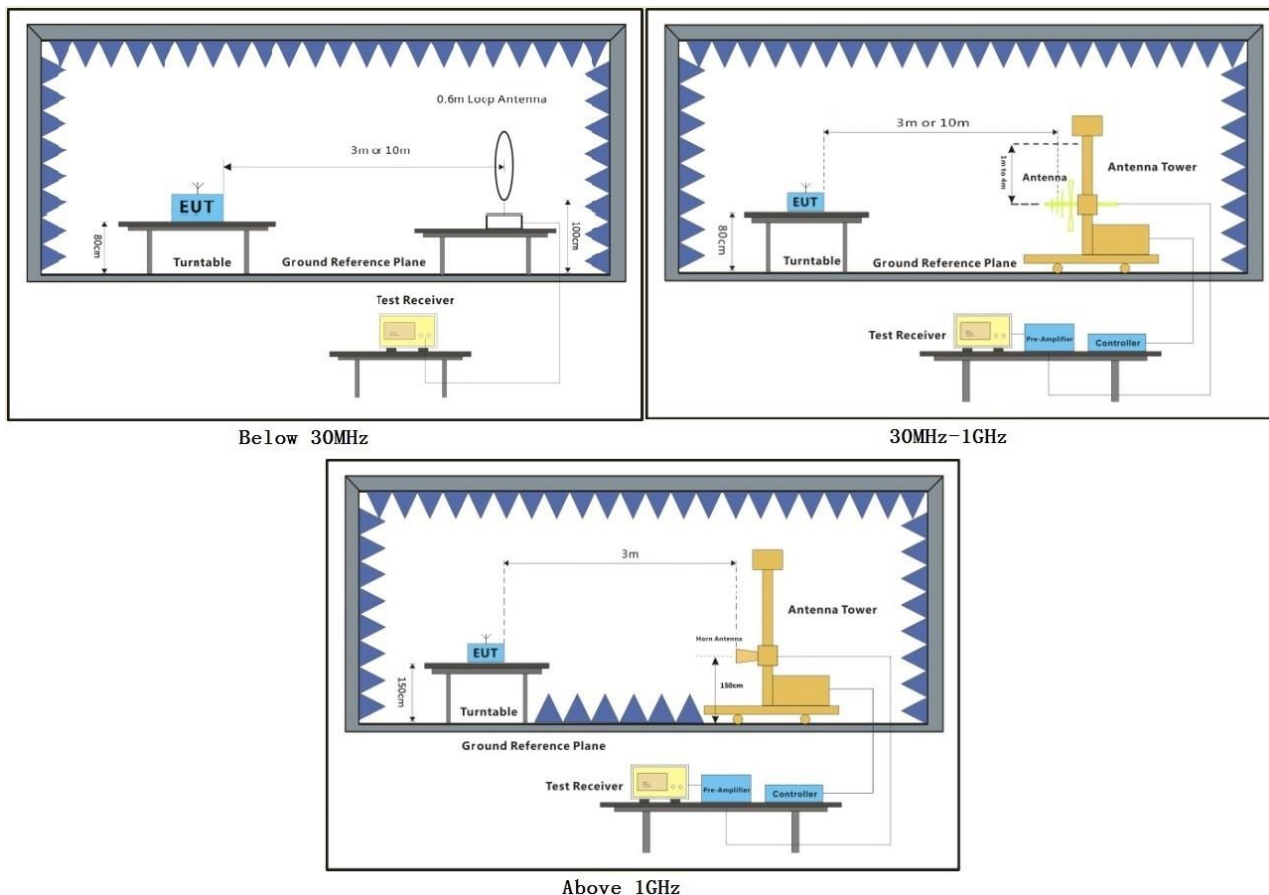 0.6m Loop Antenna
3m or 10m
EUT
80cm
100cm
Turntable
Ground Reference Plane
Test Receiver
Below 30MHz
3m or 10m
1m to 4m
Antenna
Antenna Tower
EUT
80cm
Turntable
Ground Reference Plane
Test Receiver
Pre-Amplifier
Controller
30MHz-1GHz
3m
Antenna Tower
Horn Antenna
EUT
150cm
150cm
Turntable
Ground Reference Plane
Test Receiver
Pre-Amplifier
Controller
Above 1GHz